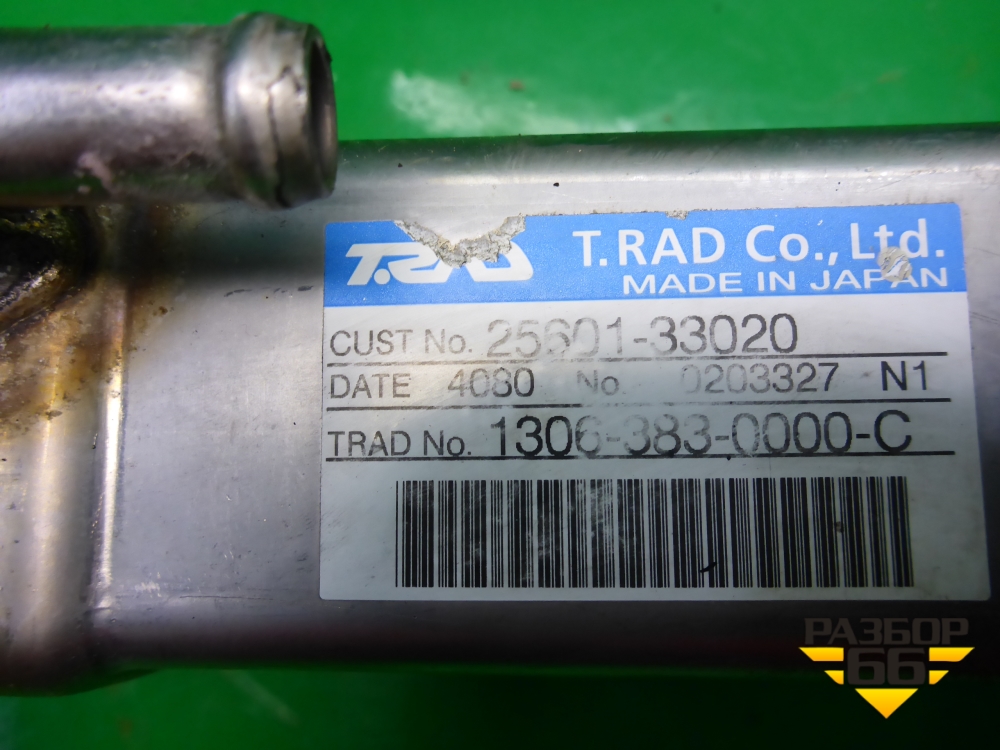 T.RAD
T.RAD Co., Ltd.
MADE IN JAPAN
CUST No. 25601-33020
DATE 4080 No. 0203327 N1
TRAD No. 1306-383-0000-C
РАЗБОР
66